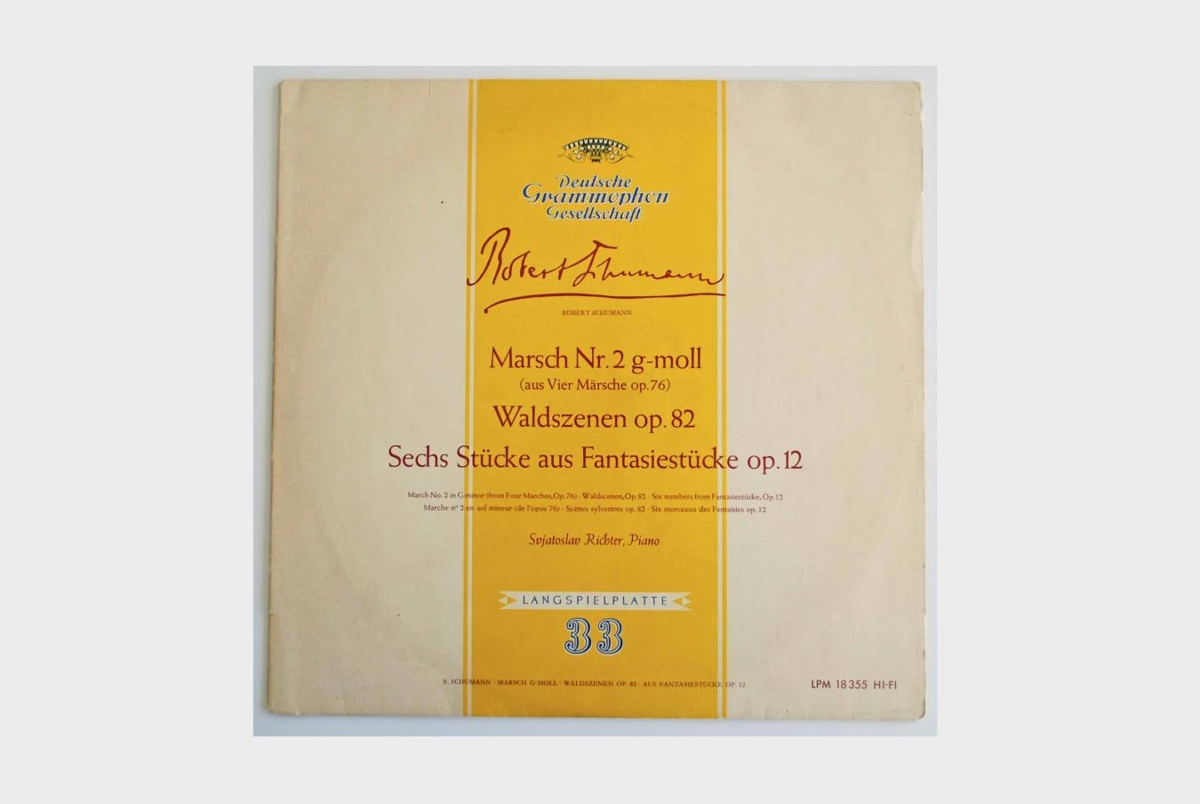 Deutsche
Grammophon
Gesellschaft
Robert Schumann
ROBERT SCHUMANN
Marsch Nr. 2 g-moll
(aus Vier Märsche op. 76)
Waldszenen op. 82
Sechs Stücke aus Fantasiestücke op. 12
March No. 2 in G minor (from Four Marches, Op. 76) · Waldscenen, Op. 82 · Six numbers from Fantasiestücke, Op. 12
Marche nº 2 en sol mineur (de l'opus 76) · Scènes sylvestres op. 82 · Six morceaux des Fantaisies op. 12
Svjatoslav Richter, Piano
LANGSPIELPLATTE
33
R. SCHUMANN · MARSCH G-MOLL · WALDSZENEN OP. 82 · AUS FANTASIESTÜCKE OP. 12
LPM 18 355 HI-FI